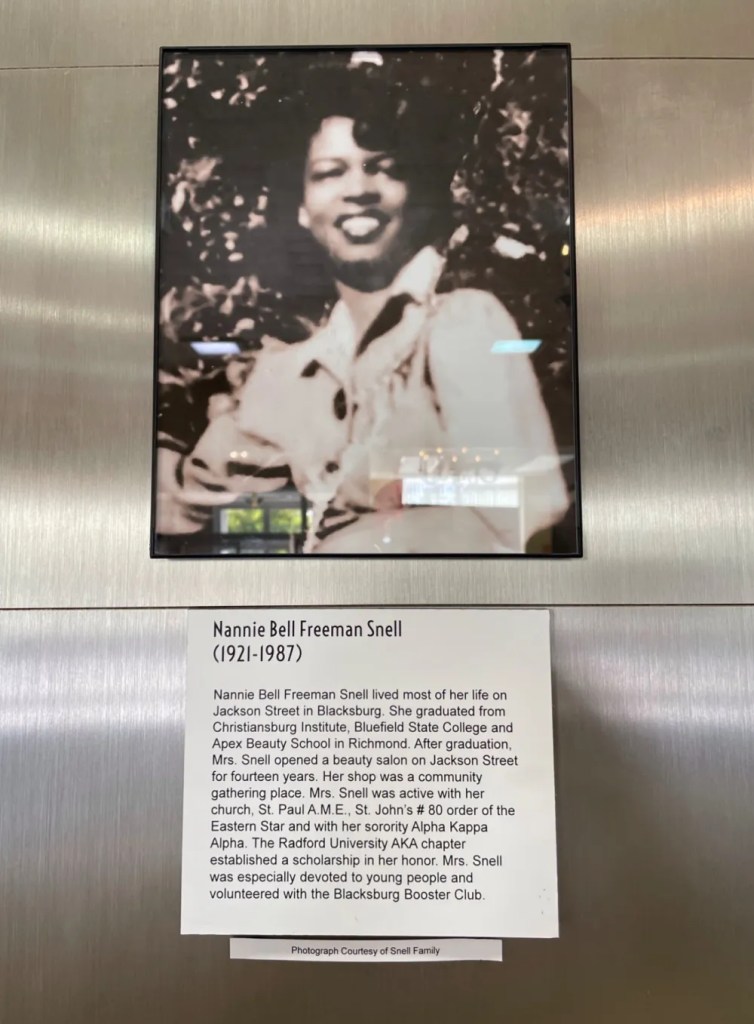 Nannie Bell Freeman Snell
(1921-1987)
Nannie Bell Freeman Snell lived most of her life on
Jackson Street in Blacksburg. She graduated from
Christiansburg Institute, Bluefield State College and
Apex Beauty School in Richmond. After graduation,
Mrs. Snell opened a beauty salon on Jackson Street
for fourteen years. Her shop was a community
gathering place. Mrs. Snell was active with her
church, St. Paul A.M.E., St. John's # 80 order of the
Eastern Star and with her sorority Alpha Kappa
Alpha. The Radford University AKA chapter
established a scholarship in her honor. Mrs. Snell
was especially devoted to young people and
volunteered with the Blacksburg Booster Club.
Photograph Courtesy of Snell Family